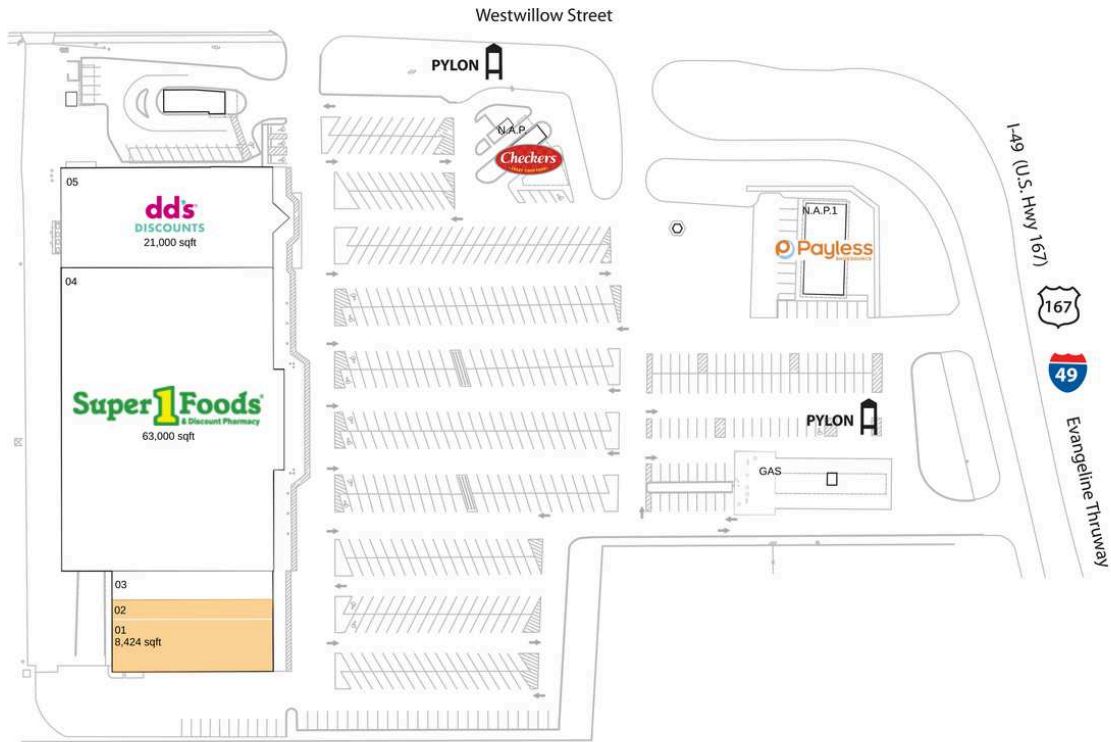 Westwillow Street
PYLON
N.A.P.
Checkers
05
dd's
DISCOUNTS
21,000 sqft
I-49 (U.S. Hwy 167)
N.A.P.1
Payless
SHOESOURCE
167
04
49
Super 1 Foods
& Discount Pharmacy
63,000 sqft
PYLON
Evangeline Thruway
GAS
03
02
01
8,424 sqft